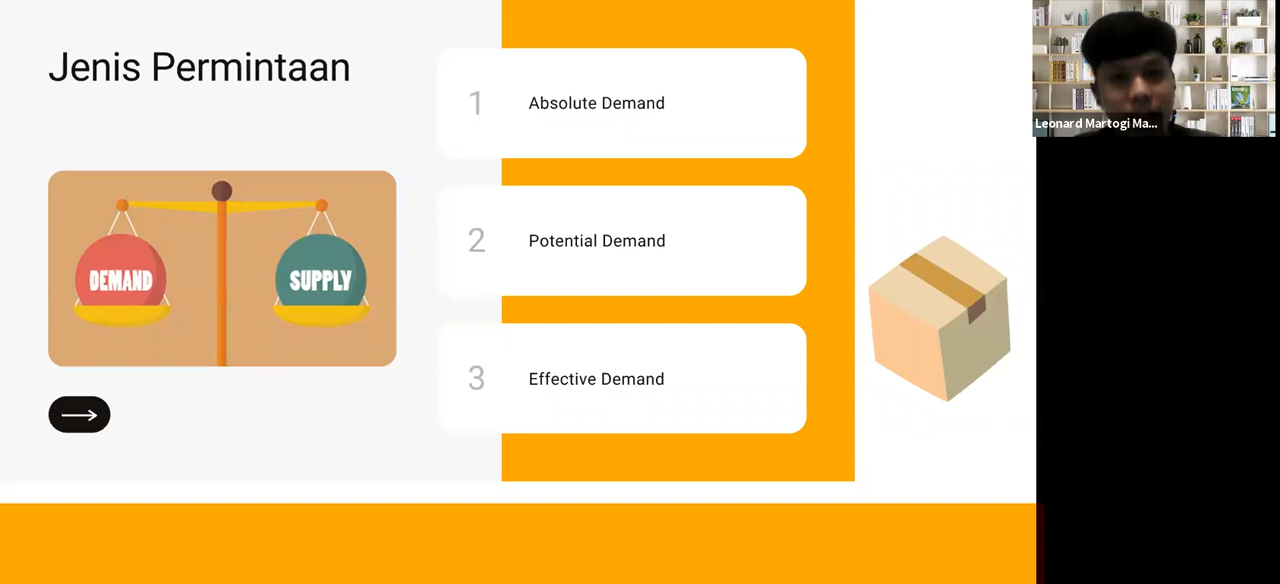 Jenis Permintaan
DEMAND
SUPPLY
1
Absolute Demand
2
Potential Demand
3
Effective Demand
Leonard Martogi Ma...